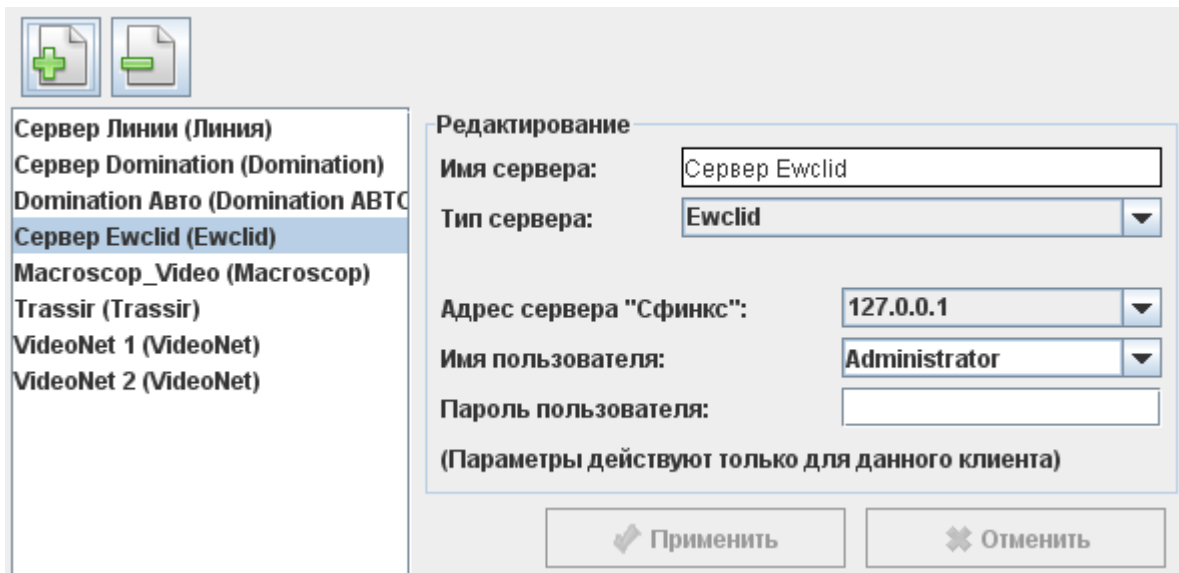 Сервер Линии (Линия)
Сервер Domination (Domination)
Domination Авто (Domination АВТО
Сервер Ewclid (Ewclid)
Macroscop_Video (Macroscop)
Trassir (Trassir)
VideoNet 1 (VideoNet)
VideoNet 2 (VideoNet)
Редактирование
Имя сервера: Сервер Ewclid
Тип сервера: Ewclid
Адрес сервера "Сфинкс": 127.0.0.1
Имя пользователя: Administrator
Пароль пользователя:
(Параметры действуют только для данного клиента)
Применить Отменить